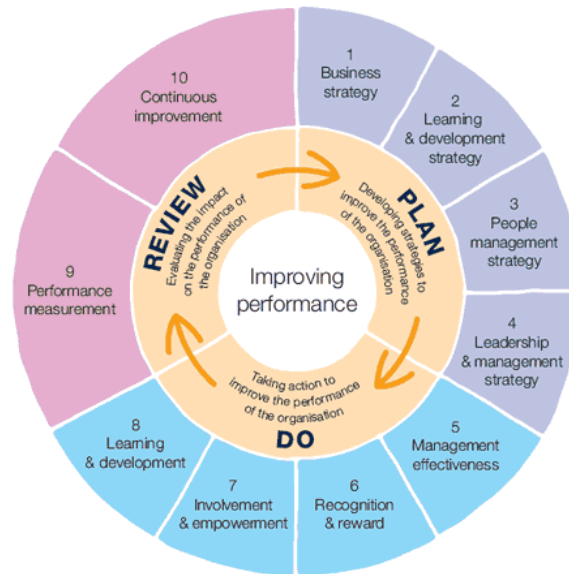 1
Business
strategy
2
Learning
& development
strategy
3
People
management
strategy
4
Leadership
& management
strategy
5
Management
effectiveness
6
Recognition
& reward
7
Involvement
& empowerment
8
Learning
& development
9
Performance
measurement
10
Continuous
improvement
PLAN
Developing strategies to
improve the performance
of the organisation
DO
Taking action to
improve the performance
of the organisation
REVIEW
Evaluating the impact
on the performance of
the organisation
Improving
performance